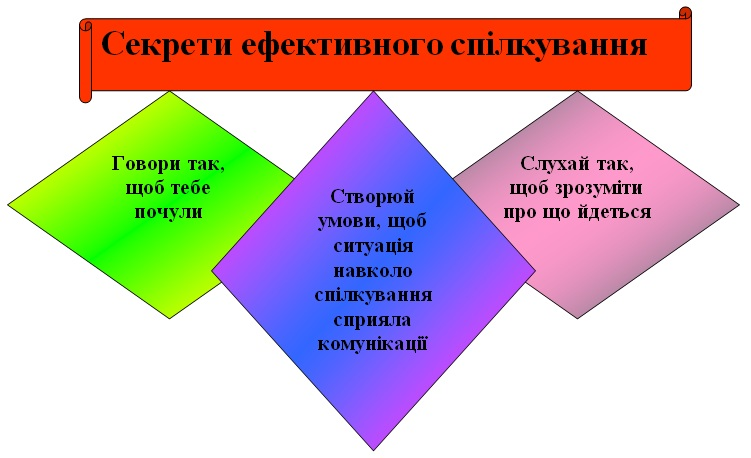 Секрети ефективного спілкування
Говори так,
щоб тебе
почули
Створюй
умови, щоб
ситуація
навколо
спілкування
сприяла
комунікації
Слухай так,
щоб зрозуміти
про що йдеться